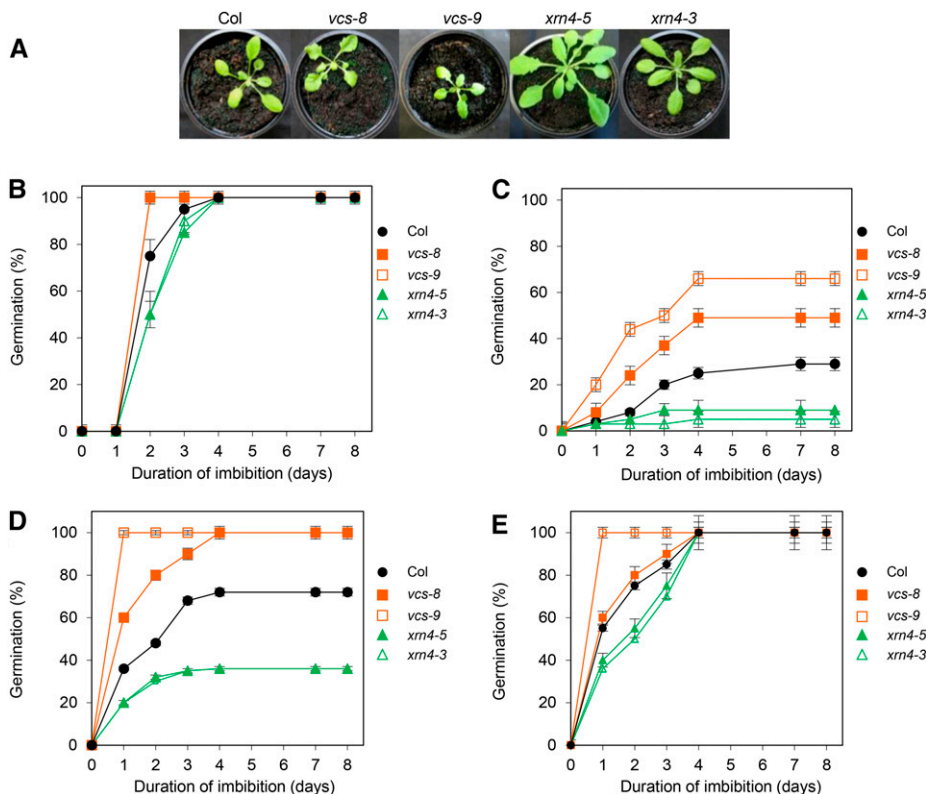 Col vcs-8 vcs-9 xrn4-5 xrn4-3
A
B
Germination (%)
100
80
60
40
20
0
0 1 2 3 4 5 6 7 8
Duration of imbibition (days)
Col
vcs-8
vcs-9
xrn4-5
xrn4-3
C
Germination (%)
100
80
60
40
20
0
0 1 2 3 4 5 6 7 8
Duration of imbibition (days)
Col
vcs-8
vcs-9
xrn4-5
xrn4-3
D
Germination (%)
100
80
60
40
20
0
0 1 2 3 4 5 6 7 8
Duration of imbibition (days)
Col
vcs-8
vcs-9
xrn4-5
xrn4-3
E
Germination (%)
100
80
60
40
20
0
0 1 2 3 4 5 6 7 8
Duration of imbibition (days)
Col
vcs-8
vcs-9
xrn4-5
xrn4-3